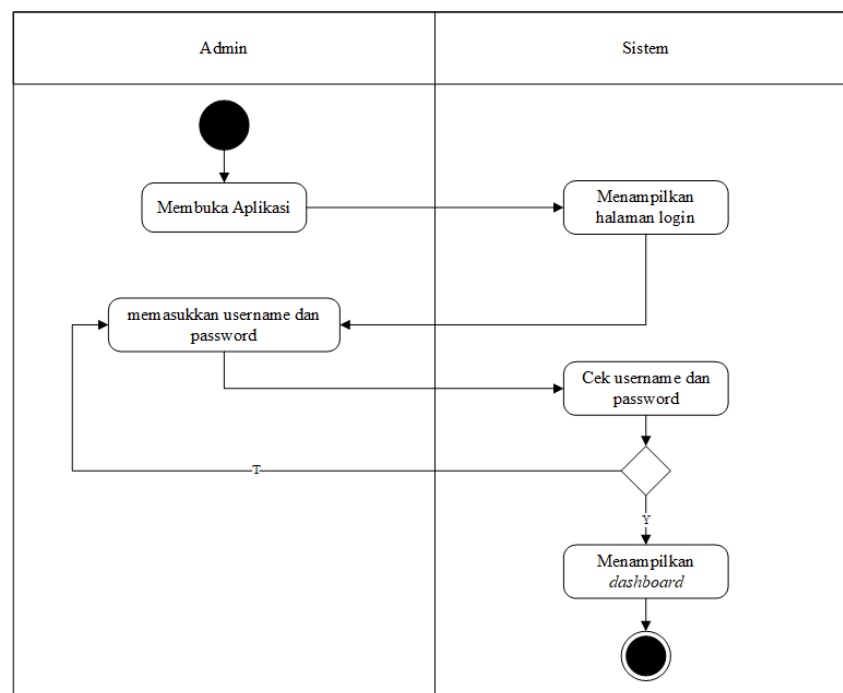 Admin
Sistem
Membuka Aplikasi
Menampilkan
halaman login
memasukkan username dan
password
Cek username dan
password
T
Y
Menampilkan
dashboard